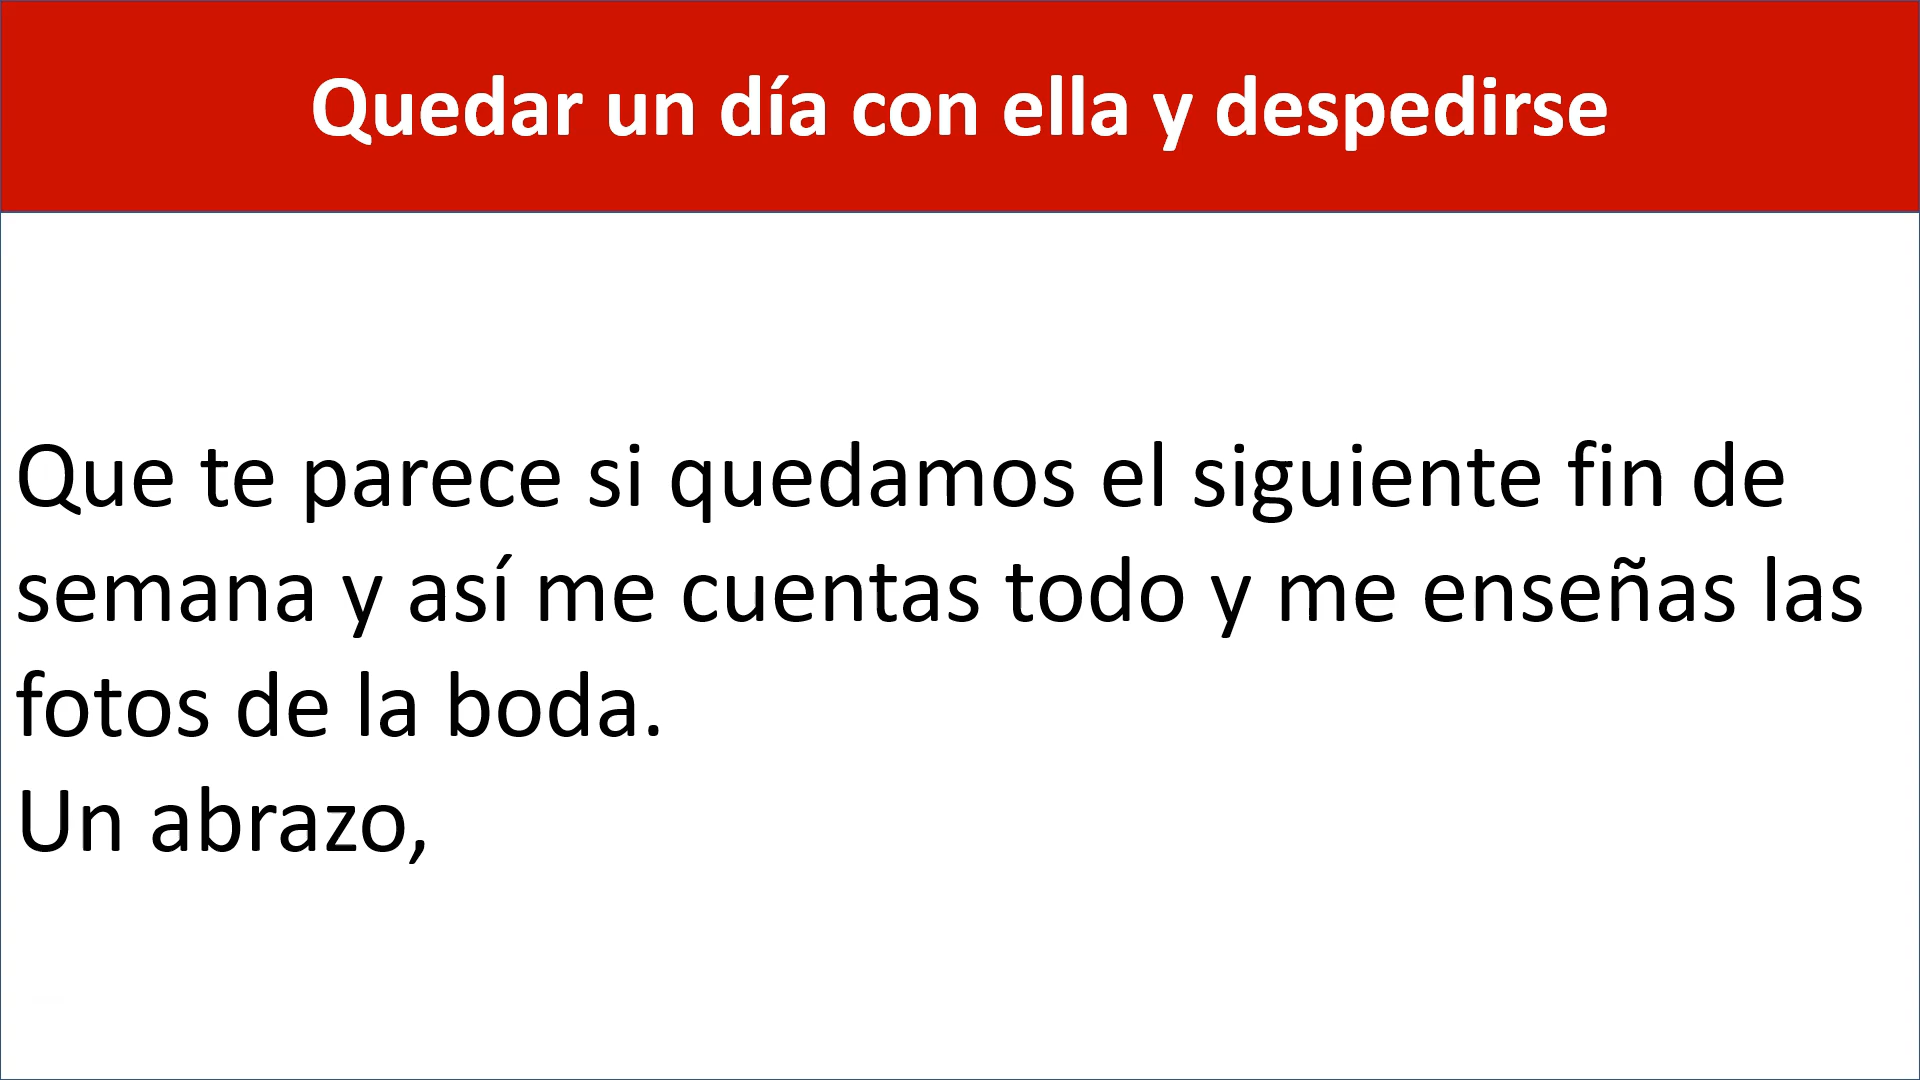 Quedar un día con ella y despedirse
Que te parece si quedamos el siguiente fin de
semana y así me cuentas todo y me enseñas las
fotos de la boda.
Un abrazo,